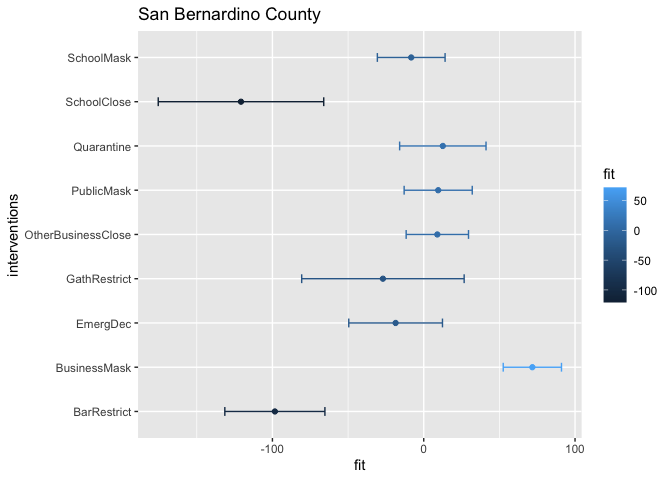 San Bernardino County
interventions
SchoolMask
SchoolClose
Quarantine
PublicMask
OtherBusinessClose
GathRestrict
EmergDec
BusinessMask
BarRestrict
-100
0
100
fit
fit
50
0
-50
-100